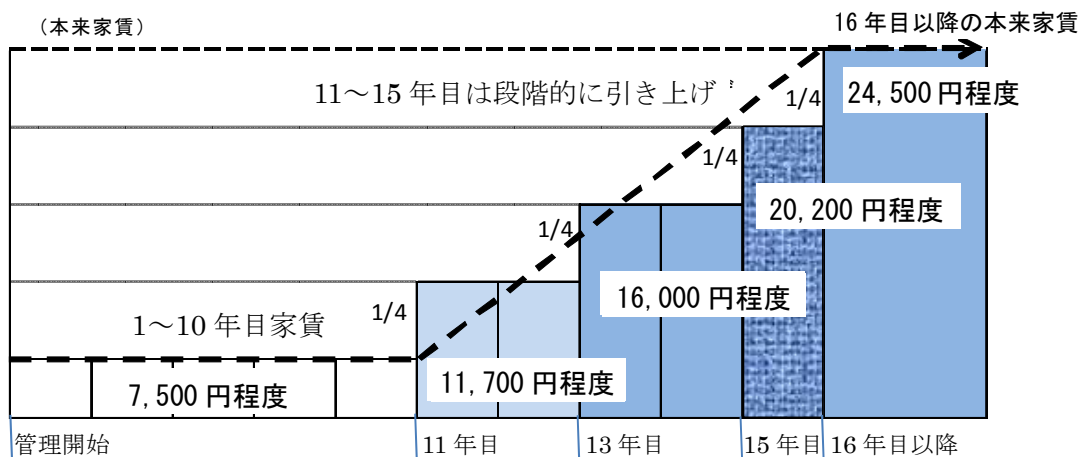 （本来家賃）
16年目以降の本来家賃
11～15年目は段階的に引き上げ
1/4
24,500円程度
1/4
20,200円程度
1/4
16,000円程度
1～10年目家賃
1/4
11,700円程度
7,500円程度
管理開始
11年目
13年目
15年目
16年目以降